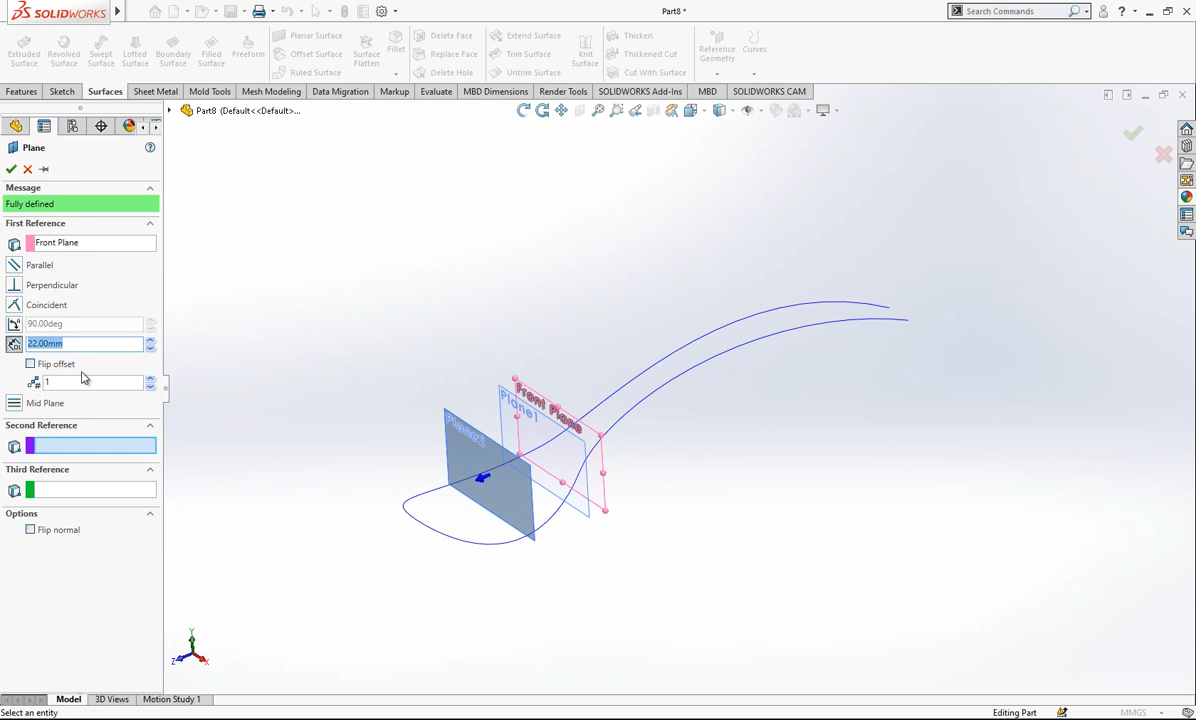 SOLIDWORKS
Part8 *
Search Commands
Extruded Surface
Revolved Surface
Swept Surface
Lofted Surface
Boundary Surface
Filled Surface
Freeform
Planar Surface
Offset Surface
Ruled Surface
Surface Flatten
Fillet
Delete Face
Replace Face
Delete Hole
Extend Surface
Trim Surface
Untrim Surface
Knit Surface
Thicken
Thickened Cut
Cut With Surface
Reference Geometry
Curves
Features
Sketch
Surfaces
Sheet Metal
Mold Tools
Mesh Modeling
Data Migration
Markup
Evaluate
MBD Dimensions
Render Tools
SOLIDWORKS Add-Ins
MBD
SOLIDWORKS CAM
Part8 (Default<<Default>...
Plane
Message
Fully defined
First Reference
Front Plane
Parallel
Perpendicular
Coincident
90.00deg
22.00mm
Flip offset
1
Mid Plane
Second Reference
Third Reference
Options
Flip normal
Front Plane
Plane1
Plane2
Y
Z
X
Model
3D Views
Motion Study 1
Select an entity
Editing Part
MMGS